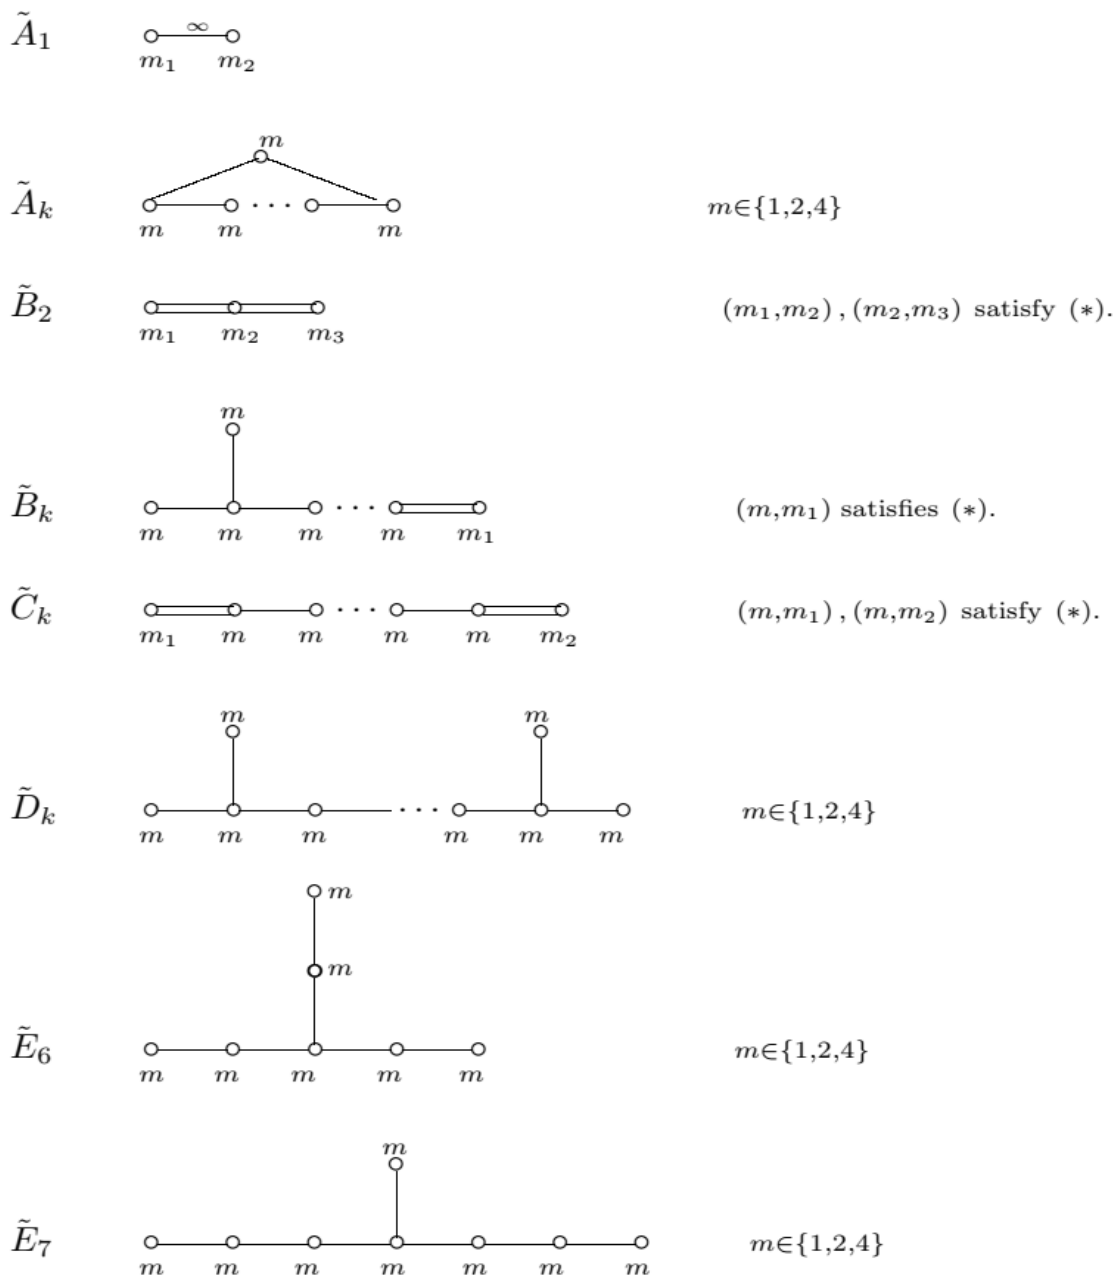 Ã₁ ∞
m₁ m₂
m
Ãₖ m∈{1,2,4}
m m m
B̃₂ (m₁,m₂) , (m₂,m₃) satisfy (∗).
m₁ m₂ m₃
m
B̃ₖ · · · (m,m₁) satisfies (∗).
m m m m m₁
C̃ₖ · · · (m,m₁) , (m,m₂) satisfy (∗).
m₁ m m m m m₂
m m
D̃ₖ · · · m∈{1,2,4}
m m m m m m
m
m
Ẽ₆ m∈{1,2,4}
m m m m m
m
Ẽ₇ m∈{1,2,4}
m m m m m m m